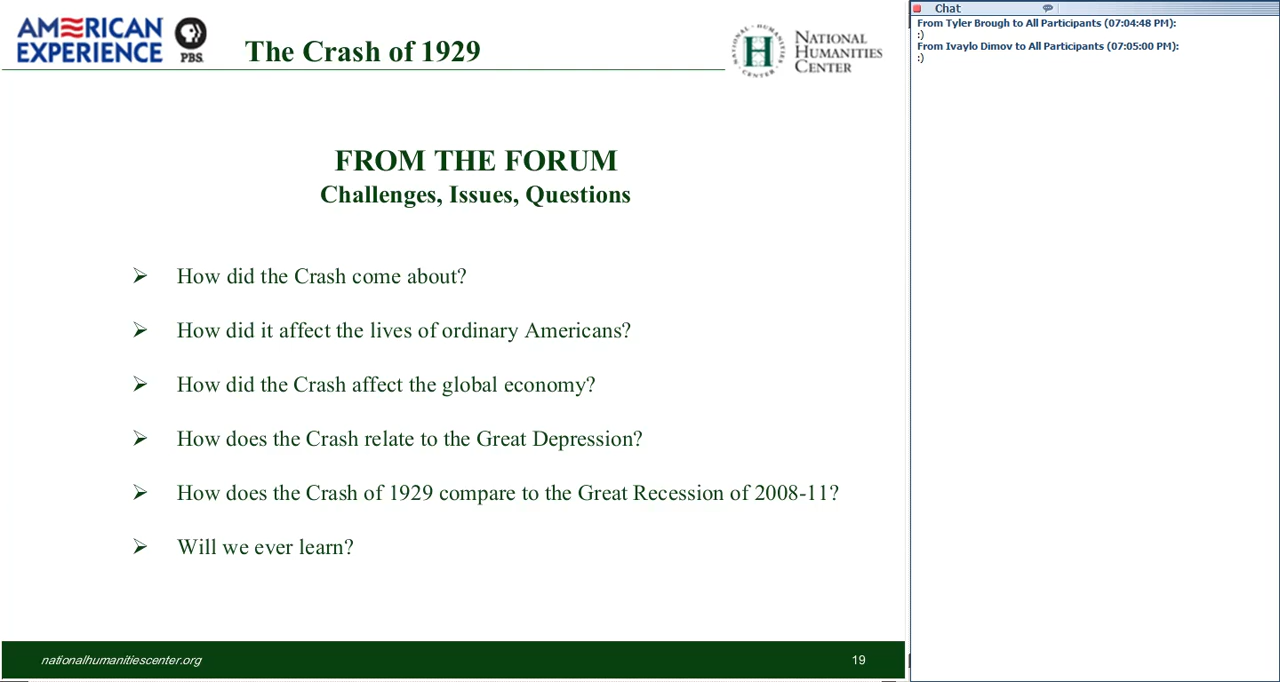 AMERICAN
EXPERIENCE
PBS.
The Crash of 1929
H
NATIONAL HUMANITIES CENTER
NATIONAL
HUMANITIES
CENTER
FROM THE FORUM
Challenges, Issues, Questions
How did the Crash come about?
How did it affect the lives of ordinary Americans?
How did the Crash affect the global economy?
How does the Crash relate to the Great Depression?
How does the Crash of 1929 compare to the Great Recession of 2008-11?
Will we ever learn?
nationalhumanitiescenter.org
19
Chat
From Tyler Brough to All Participants (07:04:48 PM):
:)
From Ivaylo Dimov to All Participants (07:05:00 PM):
:)